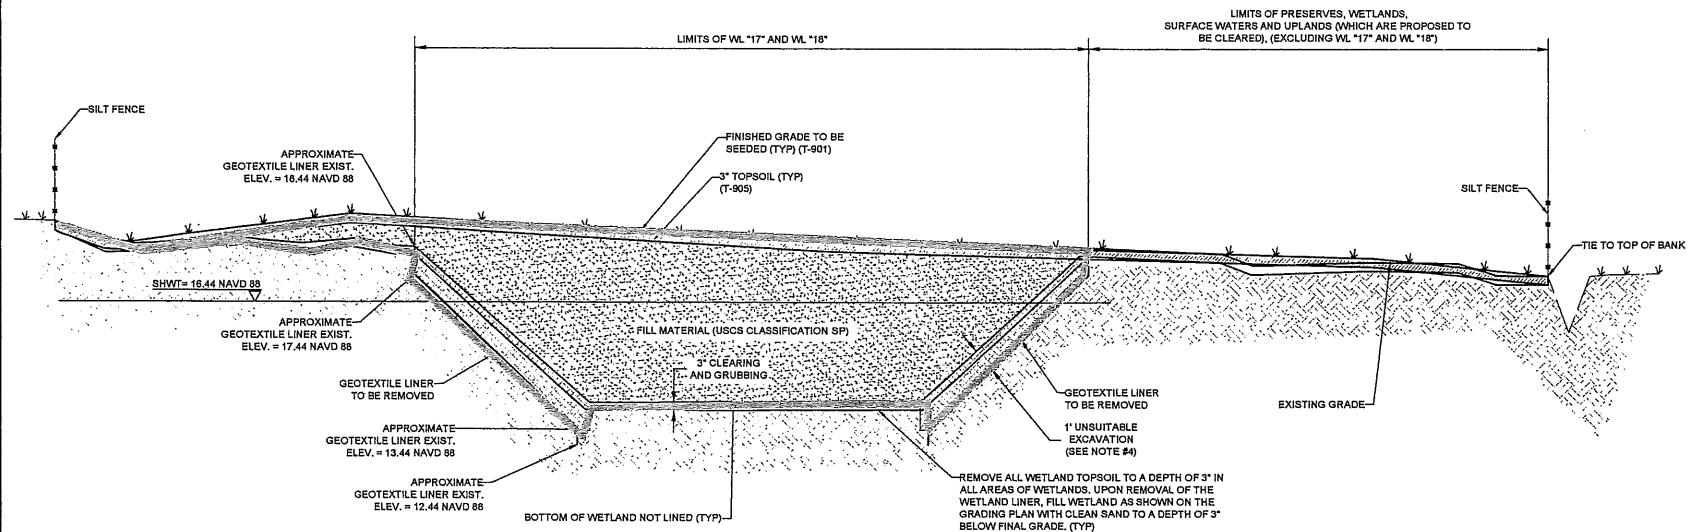 LIMITS OF PRESERVES, WETLANDS,
SURFACE WATERS AND UPLANDS (WHICH ARE PROPOSED TO
BE CLEARED), (EXCLUDING WL "17" AND WL "18")
LIMITS OF WL "17" AND WL "18"
SILT FENCE
FINISHED GRADE TO BE
SEEDED (TYP) (T-901)
APPROXIMATE
GEOTEXTILE LINER EXIST.
ELEV. = 18.44 NAVD 88
3" TOPSOIL (TYP)
(T-905)
SILT FENCE
TIE TO TOP OF BANK
SHWT= 16.44 NAVD 88
APPROXIMATE
GEOTEXTILE LINER EXIST.
ELEV. = 17.44 NAVD 88
FILL MATERIAL (USCS CLASSIFICATION SP)
3" CLEARING
AND GRUBBING
GEOTEXTILE LINER
TO BE REMOVED
GEOTEXTILE LINER
TO BE REMOVED
EXISTING GRADE
1' UNSUITABLE
EXCAVATION
(SEE NOTE #4)
APPROXIMATE
GEOTEXTILE LINER EXIST.
ELEV. = 13.44 NAVD 88
APPROXIMATE
GEOTEXTILE LINER EXIST.
ELEV. = 12.44 NAVD 88
REMOVE ALL WETLAND TOPSOIL TO A DEPTH OF 3" IN
ALL AREAS OF WETLANDS. UPON REMOVAL OF THE
WETLAND LINER, FILL WETLAND AS SHOWN ON THE
GRADING PLAN WITH CLEAN SAND TO A DEPTH OF 3"
BELOW FINAL GRADE. (TYP)
BOTTOM OF WETLAND NOT LINED (TYP)